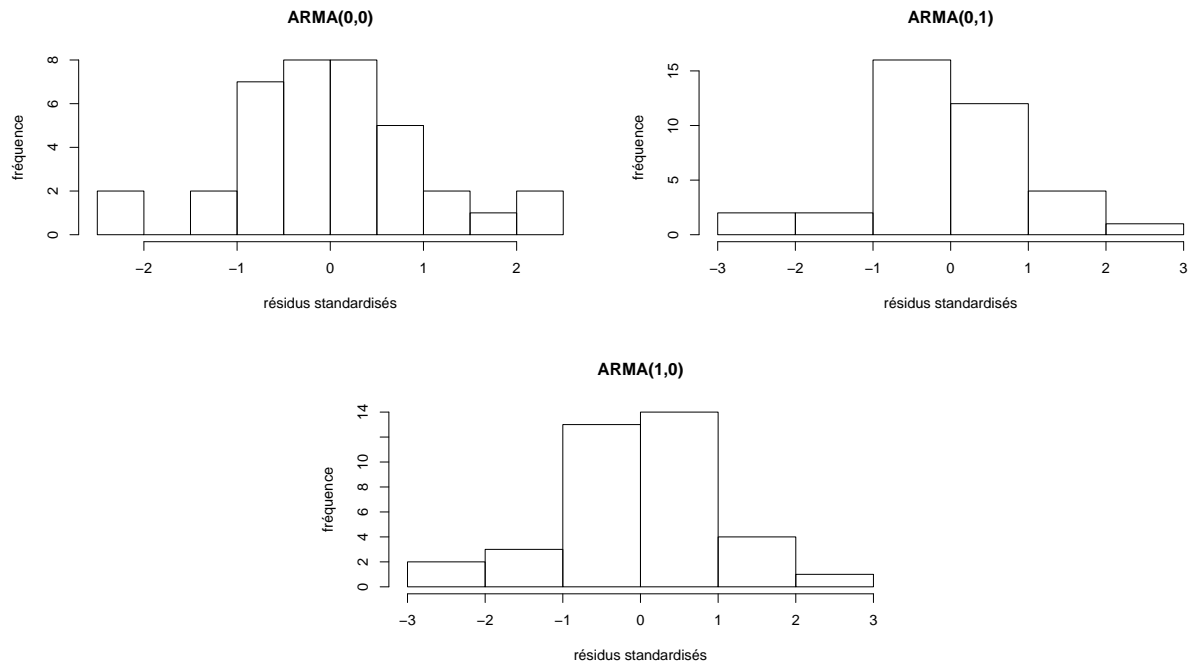 ARMA(0,0)
fréquence
8
6
4
2
0
−2 −1 0 1 2
résidus standardisés
ARMA(0,1)
fréquence
15
10
5
0
−3 −2 −1 0 1 2 3
résidus standardisés
ARMA(1,0)
fréquence
14
10
8
6
4
2
0
−3 −2 −1 0 1 2 3
résidus standardisés